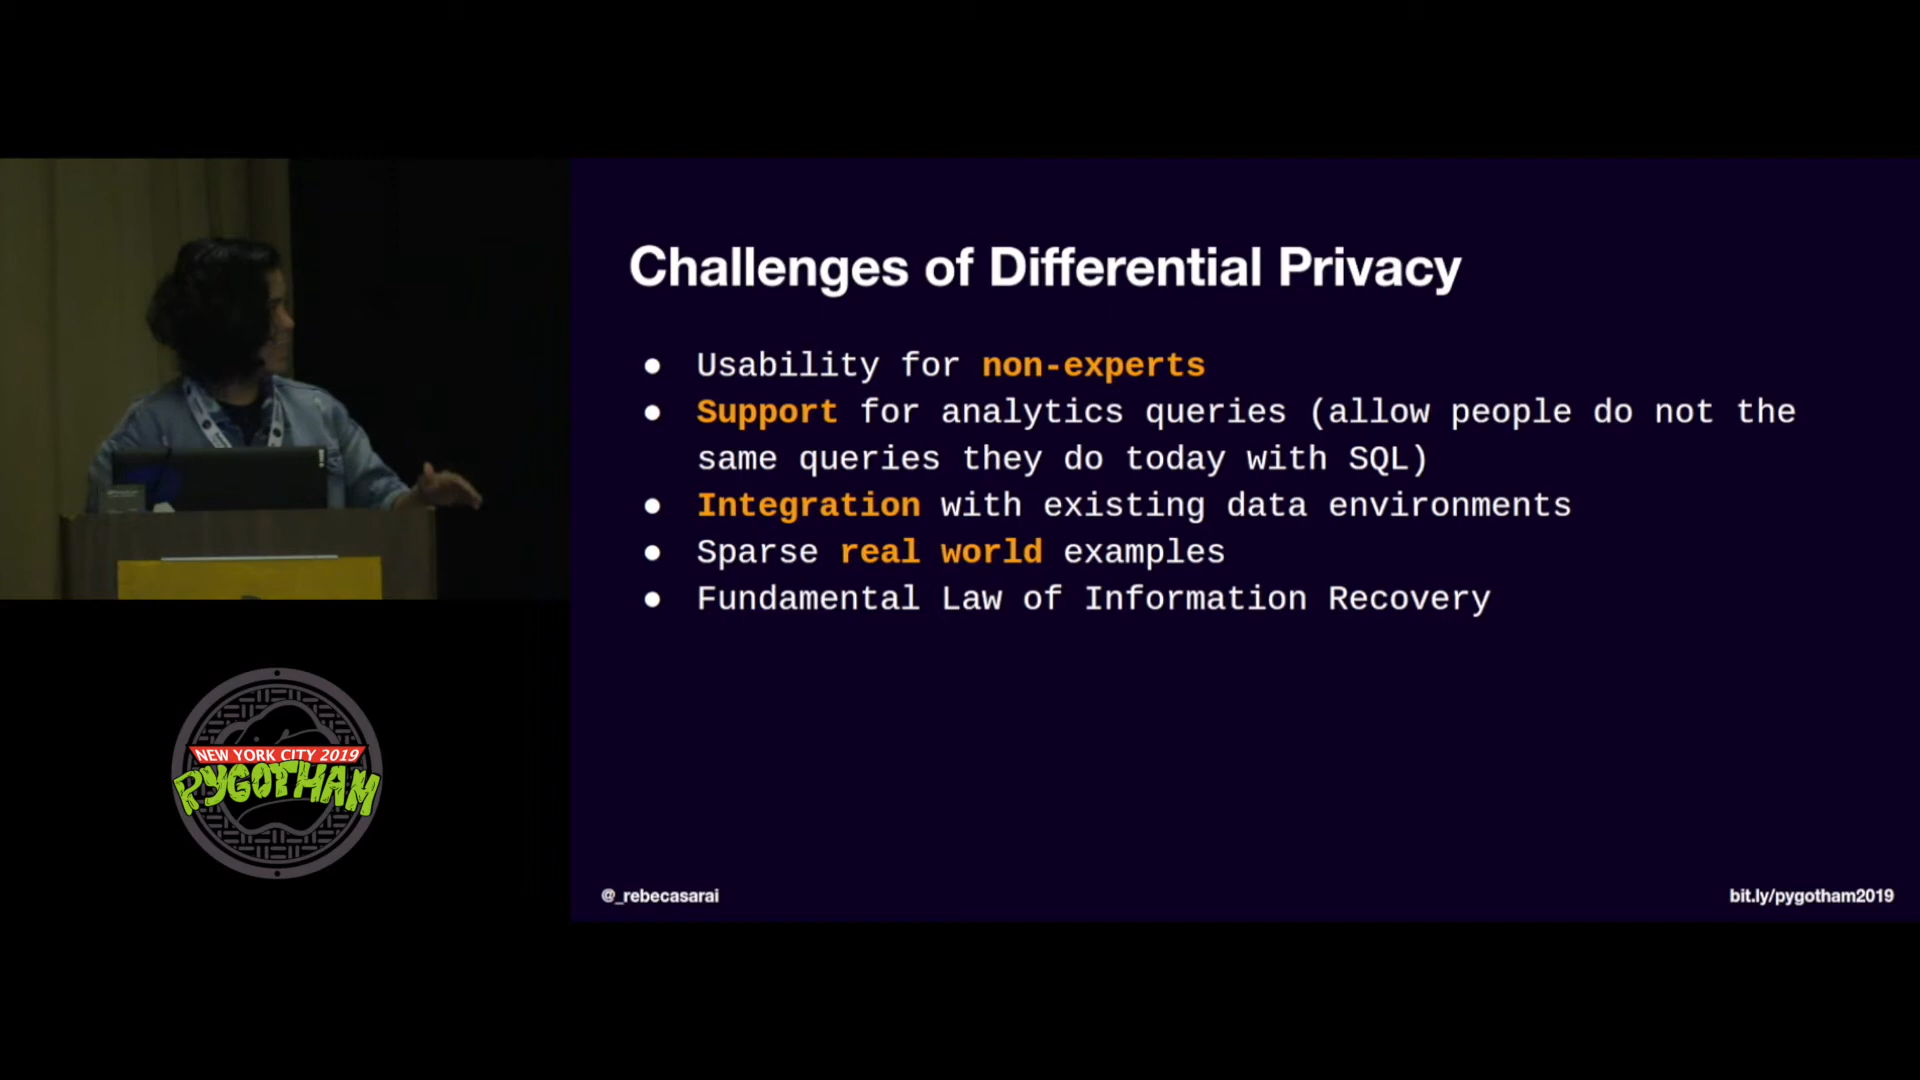 Challenges of Differential Privacy
● Usability for non-experts
● Support for analytics queries (allow people do not the
same queries they do today with SQL)
● Integration with existing data environments
● Sparse real world examples
● Fundamental Law of Information Recovery
NEW YORK CITY 2019
PYGOTHAM
@_rebecasarai
bit.ly/pygotham2019